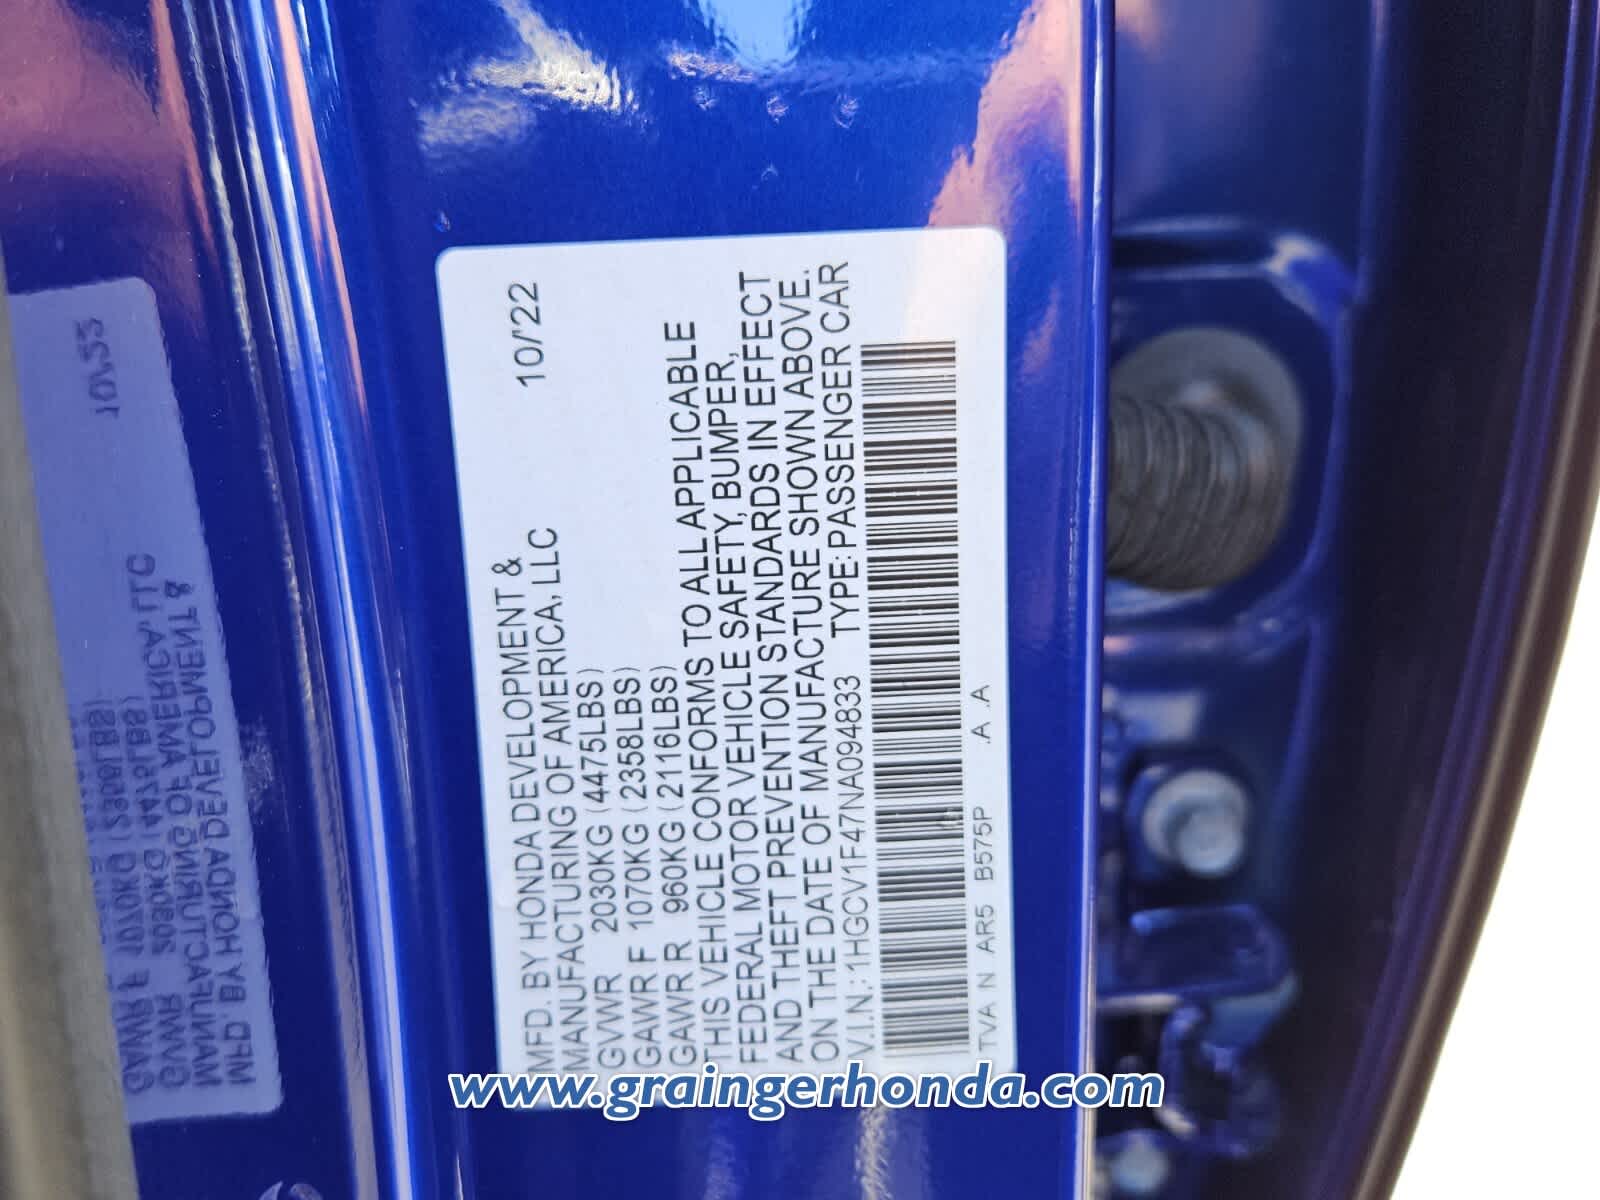 MFD. BY HONDA DEVELOPMENT & 10/'22
MANUFACTURING OF AMERICA, LLC
GVWR 2030KG (4475LBS)
GAWR F 1070KG (2358LBS)
GAWR R 960KG (2116LBS)
THIS VEHICLE CONFORMS TO ALL APPLICABLE
FEDERAL MOTOR VEHICLE SAFETY, BUMPER,
AND THEFT PREVENTION STANDARDS IN EFFECT
ON THE DATE OF MANUFACTURE SHOWN ABOVE.
V.I.N.: 1HGCV1F47NA094833 TYPE: PASSENGER CAR
TVA N AR5 B575P .A .A
www.graingerhonda.com